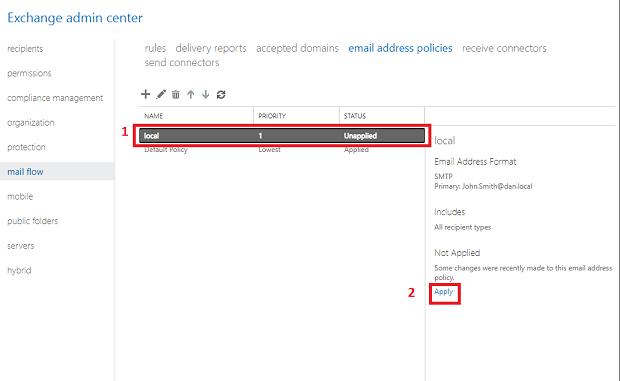 Exchange admin center
recipients
permissions
compliance management
organization
protection
mail flow
mobile
public folders
servers
hybrid
rules delivery reports accepted domains email address policies receive connectors
send connectors
NAME PRIORITY STATUS
1 local 1 Unapplied
Default Policy Lowest Applied
local
Email Address Format
SMTP
Primary: John.Smith@dan.local
Includes
All recipient types
Not Applied
Some changes were recently made to this email address
policy.
2 Apply